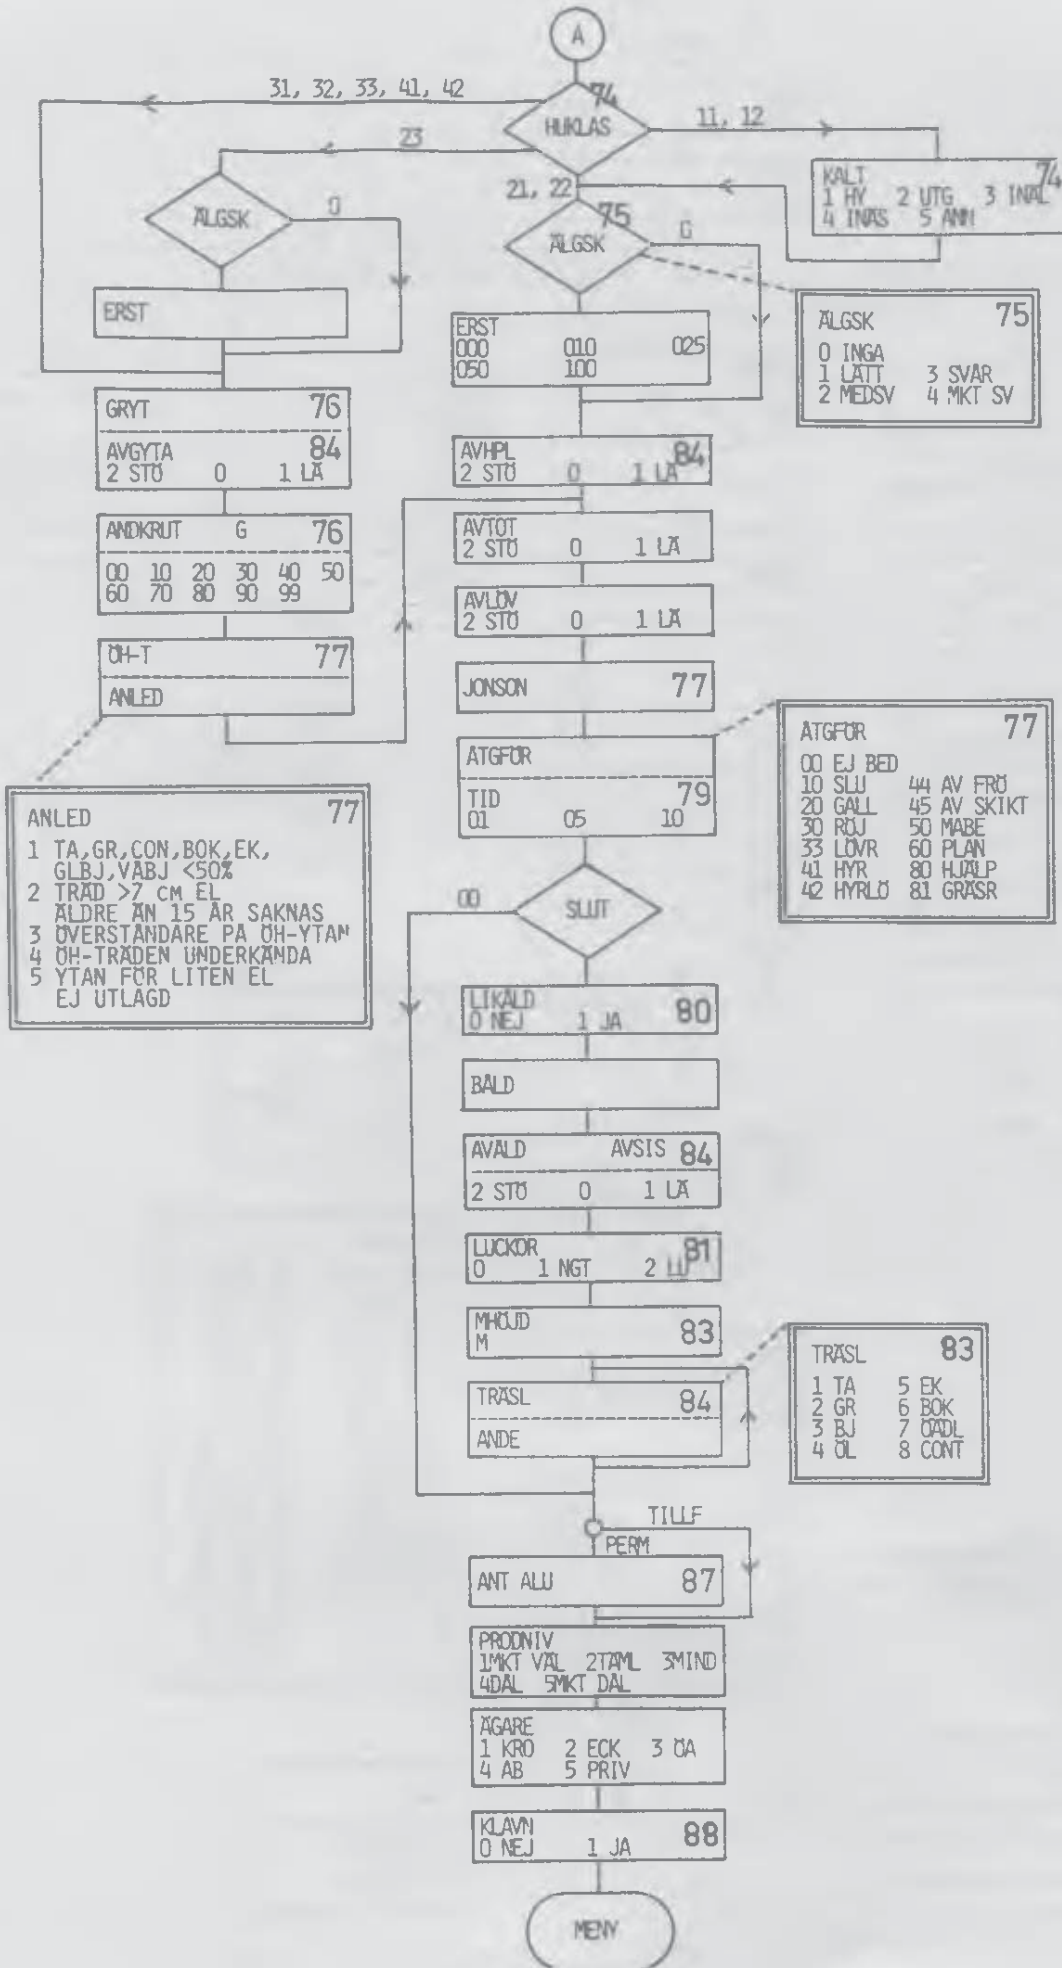 A
31, 32, 33, 41, 42
74
HUKLAS
11, 12
23
21, 22
KALT 74
1 HY 2 UTG 3 INÄL
4 INÄS 5 ANN
ÄLGSK
0
75
ÄLGSK
G
ERST
ERST
000 010 025
050 100
ÄLGSK 75
0 INGA
1 LÄTT 3 SVÅR
2 MEDSV 4 MKT SV
GRYT 76
AVGYTA 84
2 STÖ 0 1 LÄ
ANDKRUT G 76
00 10 20 30 40 50
60 70 80 90 99
ÖH-T 77
ANLED
AVHPL 84
2 STÖ 0 1 LÄ
AVTOT
2 STÖ 0 1 LÄ
AVLÖV
2 STÖ 0 1 LÄ
JONSON 77
ÅTGFÖR
TID 79
01 05 10
ÅTGFÖR 77
00 EJ BED
10 SLU 44 AV FRÖ
20 GALL 45 AV SKIKT
30 RÖJ 50 MABE
33 LÖVR 60 PLAN
41 HYR 80 HJÄLP
42 HYRLÖ 81 GRÄSR
ANLED 77
1 TA,GR,CON,BOK,EK,
GLBJ,VÅBJ <50%
2 TRÄD >7 CM EL
ÄLDRE ÄN 15 ÅR SAKNAS
3 ÖVERSTÅNDARE PÅ ÖH-YTAN
4 ÖH-TRÄDEN UNDERKÄNDA
5 YTAN FÖR LITEN EL
EJ UTLAGD
00
SLUT
LIKÅLD 80
0 NEJ 1 JA
BÅLD
AVÅLD AVSIS 84
2 STÖ 0 1 LÄ
LUCKOR 81
0 1 NGT 2 LU
MHÖJD 83
M
TRÄSL 84
ANDE
TRÄSL 83
1 TA 5 EK
2 GR 6 BOK
3 BJ 7 ÖÄDL
4 ÖL 8 CONT
TILLF
PERM
ANT ALU 87
PRODNIV
1MKT VÄL 2TÄML 3MIND
4DÅL 5MKT DÅL
ÄGARE
1 KRO 2 ECK 3 ÖA
4 AB 5 PRIV
KLAVN 88
0 NEJ 1 JA
MENY